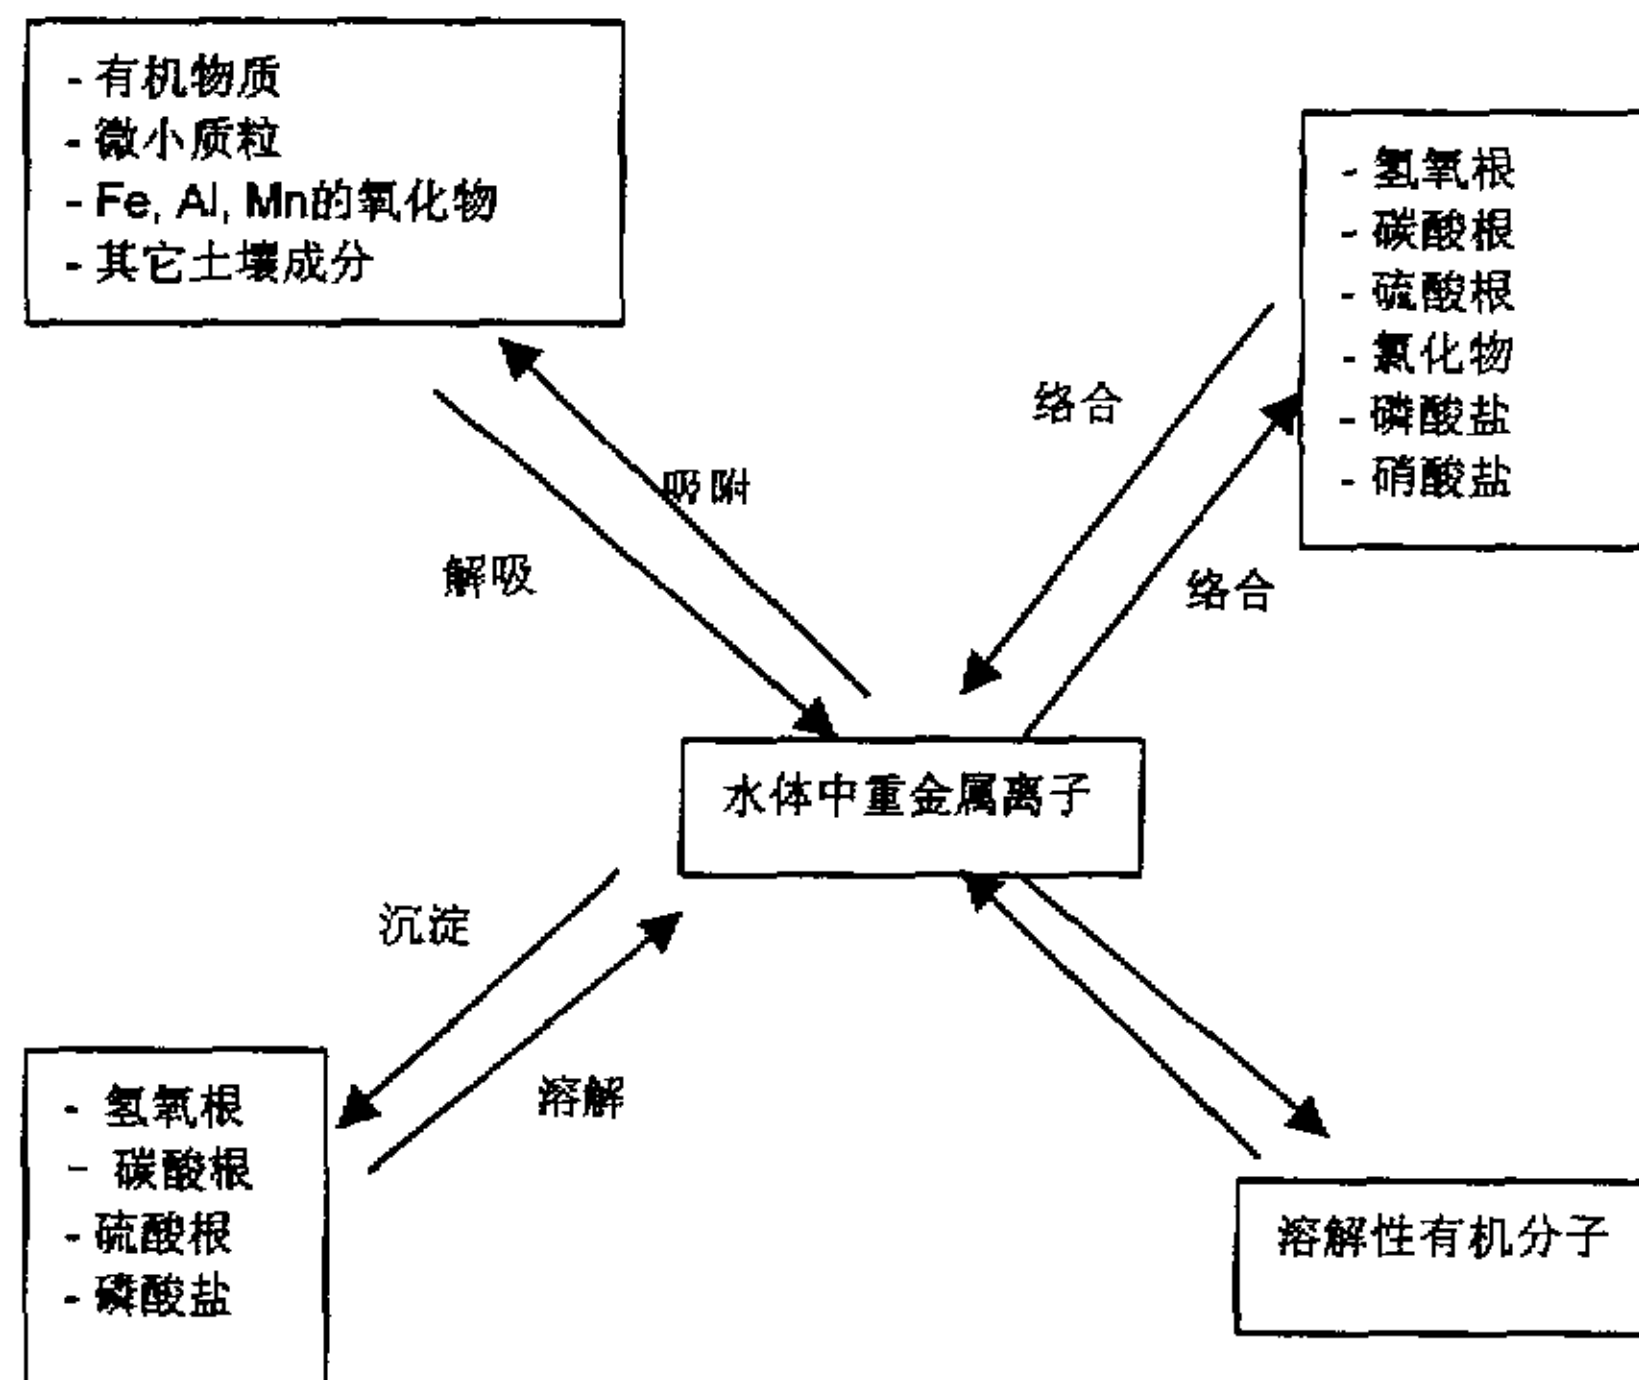 - 有机物质
- 微小质粒
- Fe, Al, Mn的氧化物
- 其它土壤成分
- 氢氧根
- 碳酸根
- 硫酸根
- 氯化物
- 磷酸盐
- 硝酸盐
络合
吸附
解吸
络合
水体中重金属离子
沉淀
溶解
- 氢氧根
- 碳酸根
- 硫酸根
- 磷酸盐
溶解性有机分子